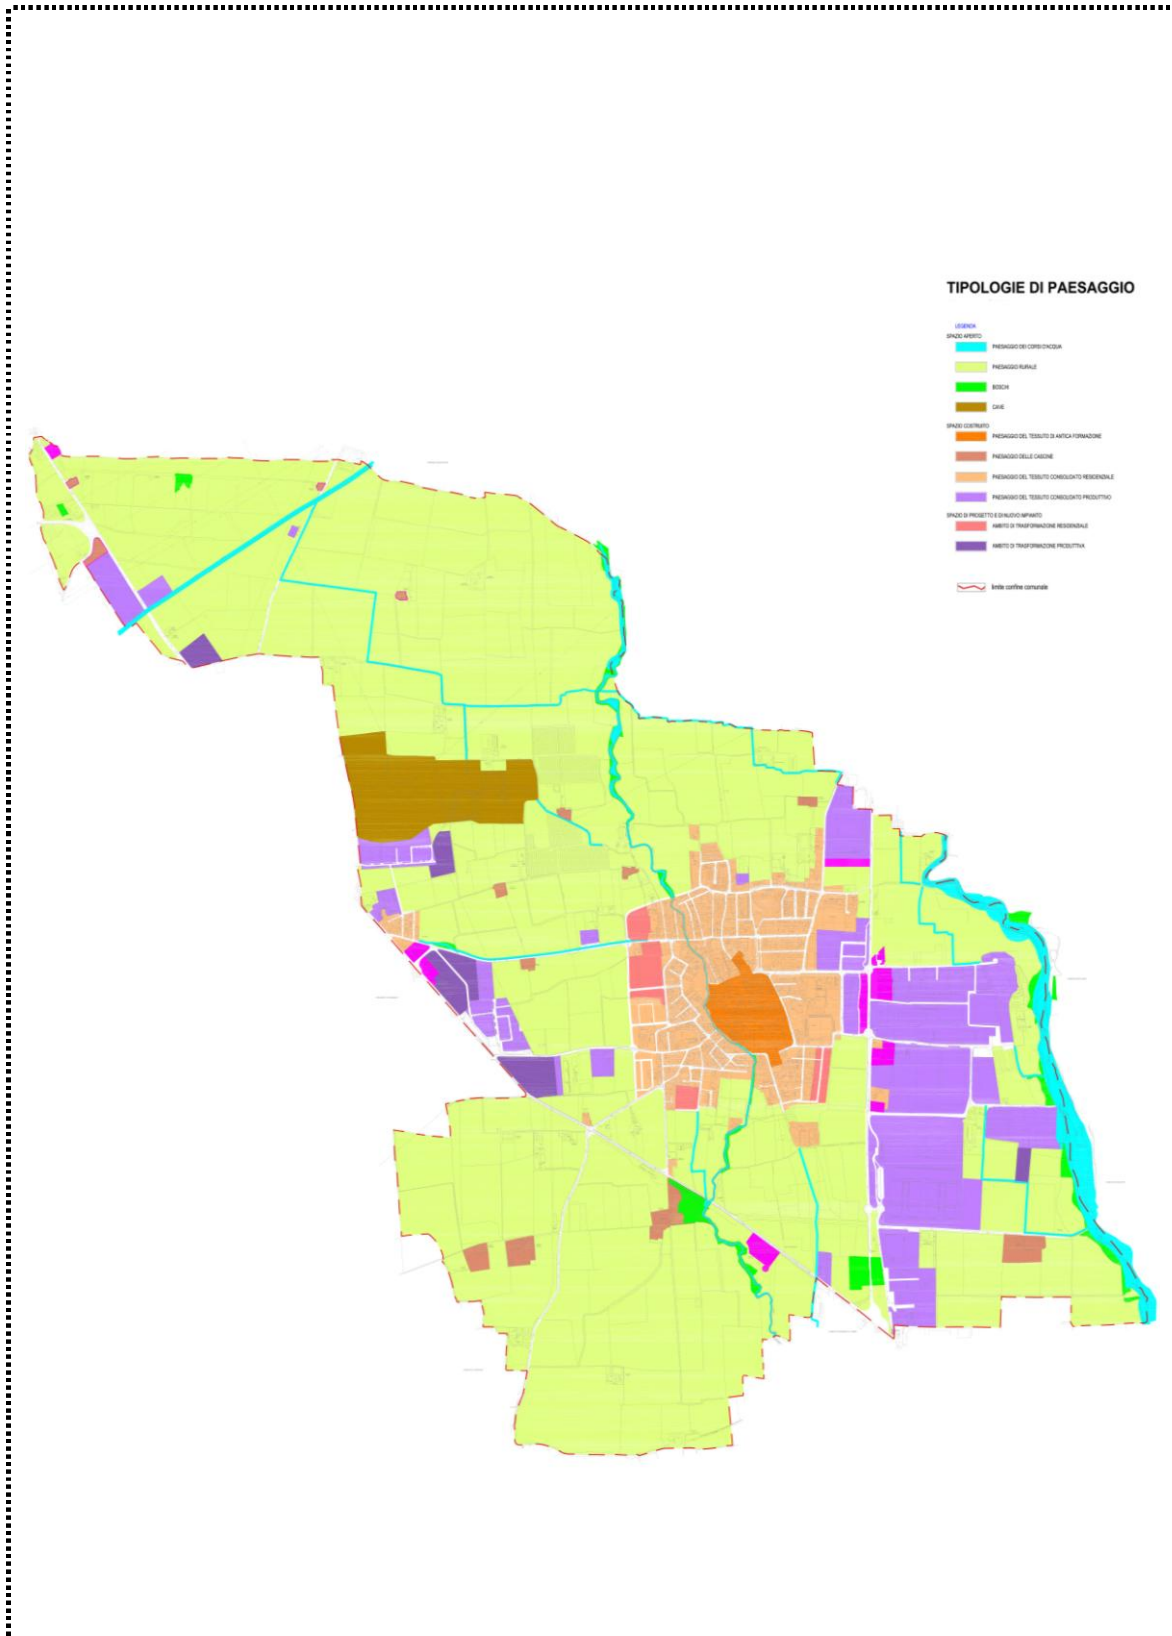 TIPOLOGIE DI PAESAGGIO
LEGENDA
SPAZIO APERTO
PAESAGGIO DEI CORSI D'ACQUA
PAESAGGIO RURALE
BOSCHI
CAVE
SPAZIO COSTRUITO
PAESAGGIO DEL TESSUTO DI ANTICA FORMAZIONE
PAESAGGIO DELLE CASCINE
PAESAGGIO DEL TESSUTO CONSOLIDATO RESIDENZIALE
PAESAGGIO DEL TESSUTO CONSOLIDATO PRODUTTIVO
SPAZIO DI PROGETTO E DI NUOVO IMPIANTO
AMBITO DI TRASFORMAZIONE RESIDENZIALE
AMBITO DI TRASFORMAZIONE PRODUTTIVA
limite confine comunale